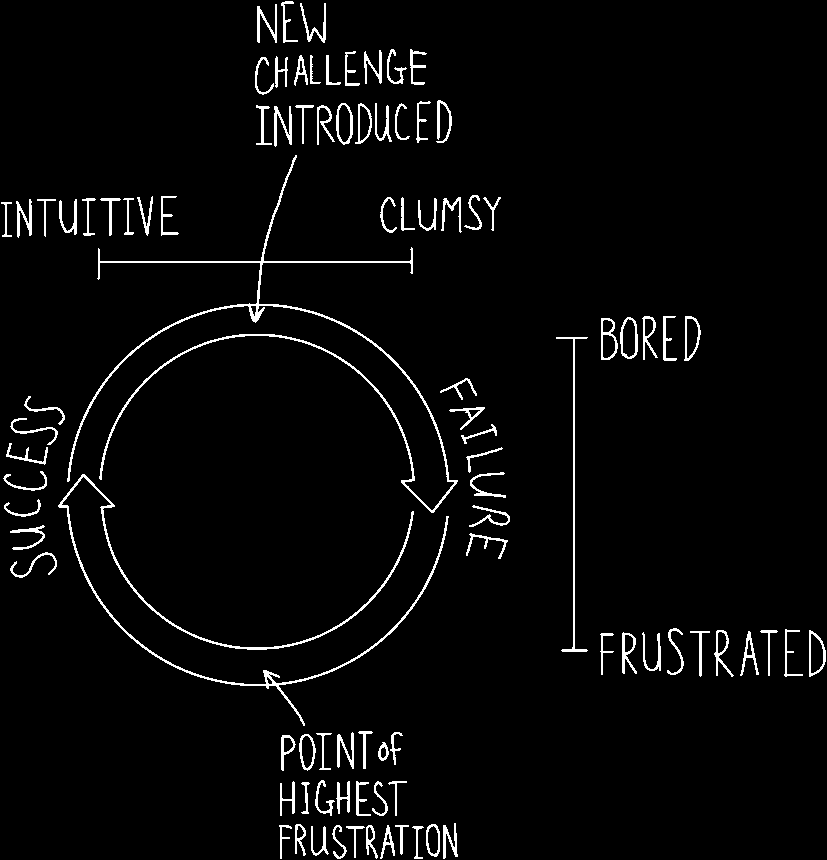 NEW
CHALLENGE
INTRODUCED
INTUITIVE
CLUMSY
BORED
SUCCESS
FAILURE
FRUSTRATED
POINT of
HIGHEST
FRUSTRATION